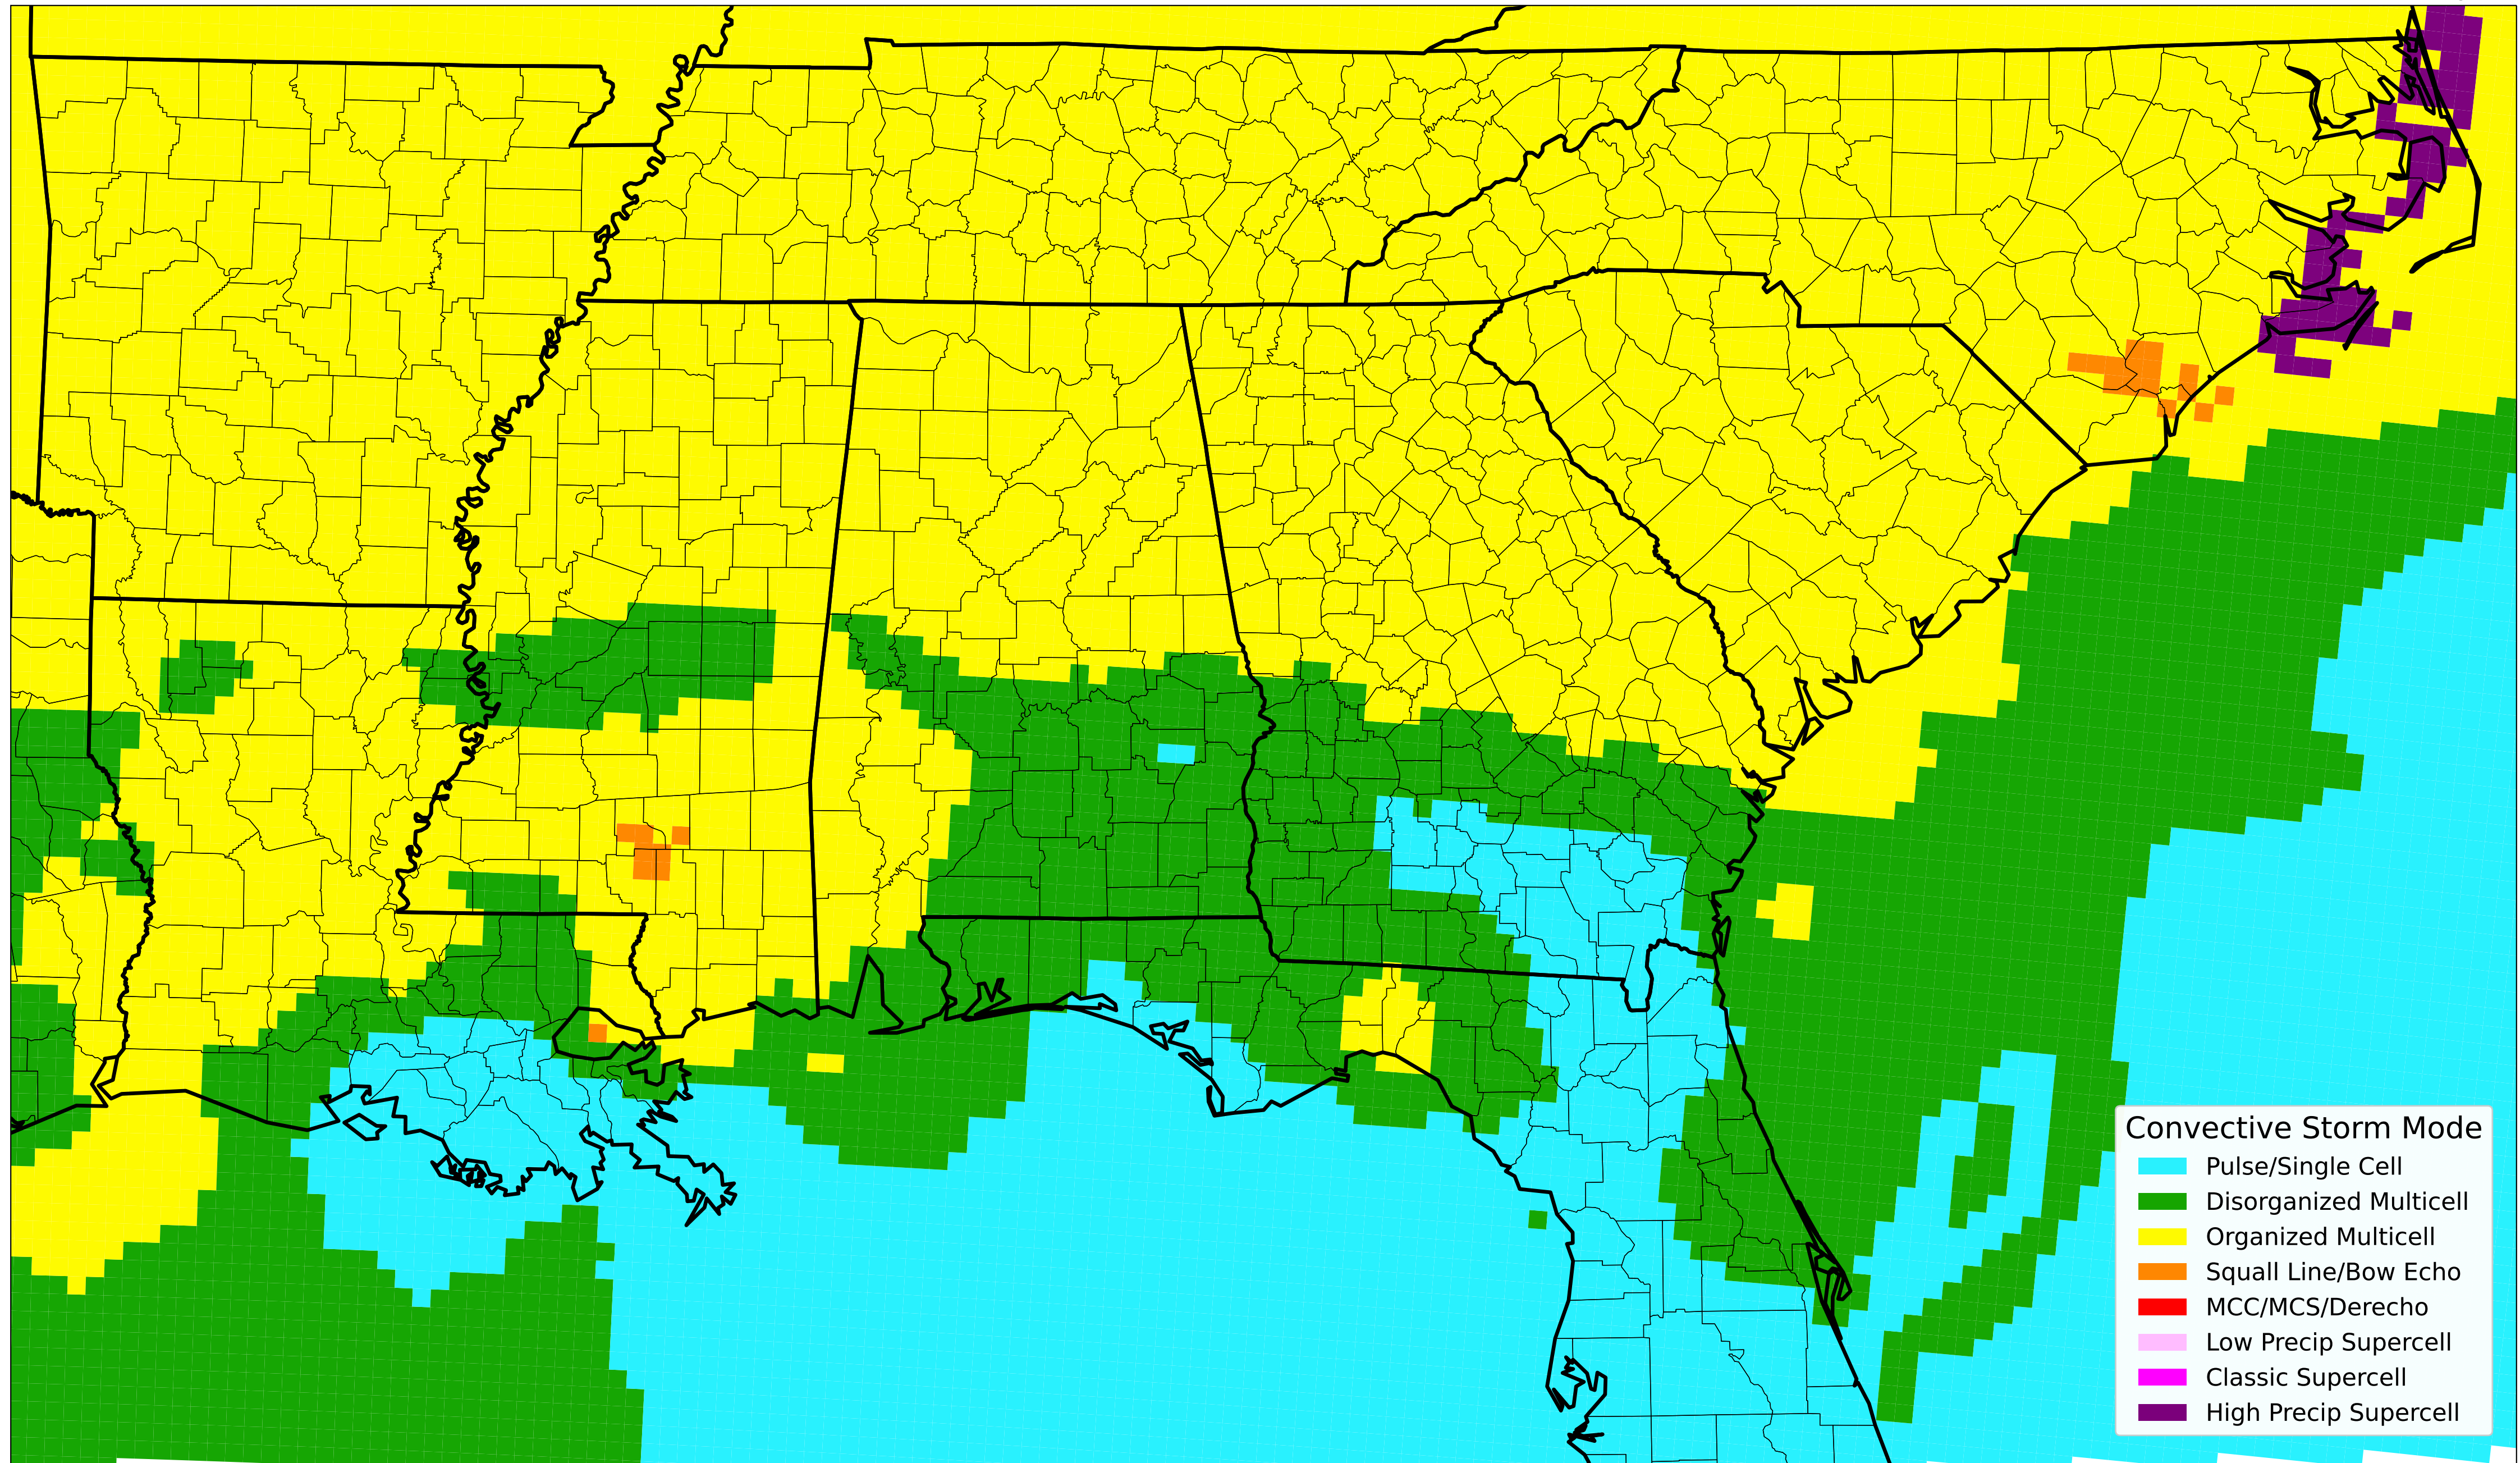 Convective Storm Mode
Pulse/Single Cell
Disorganized Multicell
Organized Multicell
Squall Line/Bow Echo
MCC/MCS/Derecho
Low Precip Supercell
Classic Supercell
High Precip Supercell